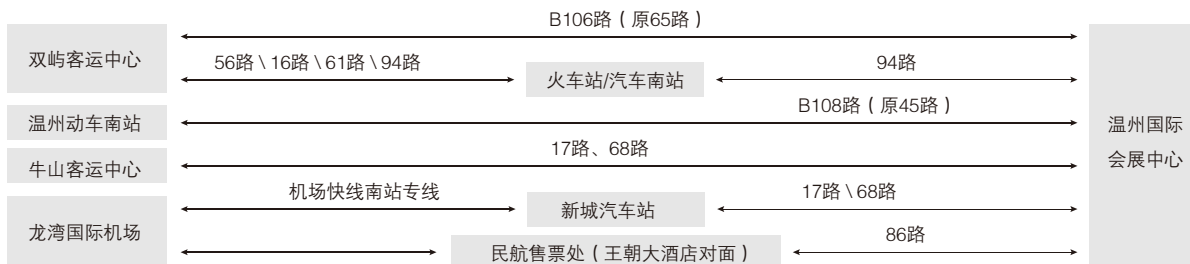 B106路（原65路）
双屿客运中心
56路 \ 16路 \ 61路 \ 94路
火车站/汽车南站
94路
温州动车南站
B108路（原45路）
温州国际
会展中心
牛山客运中心
17路、68路
龙湾国际机场
机场快线南站专线
新城汽车站
17路 \ 68路
民航售票处（王朝大酒店对面）
86路